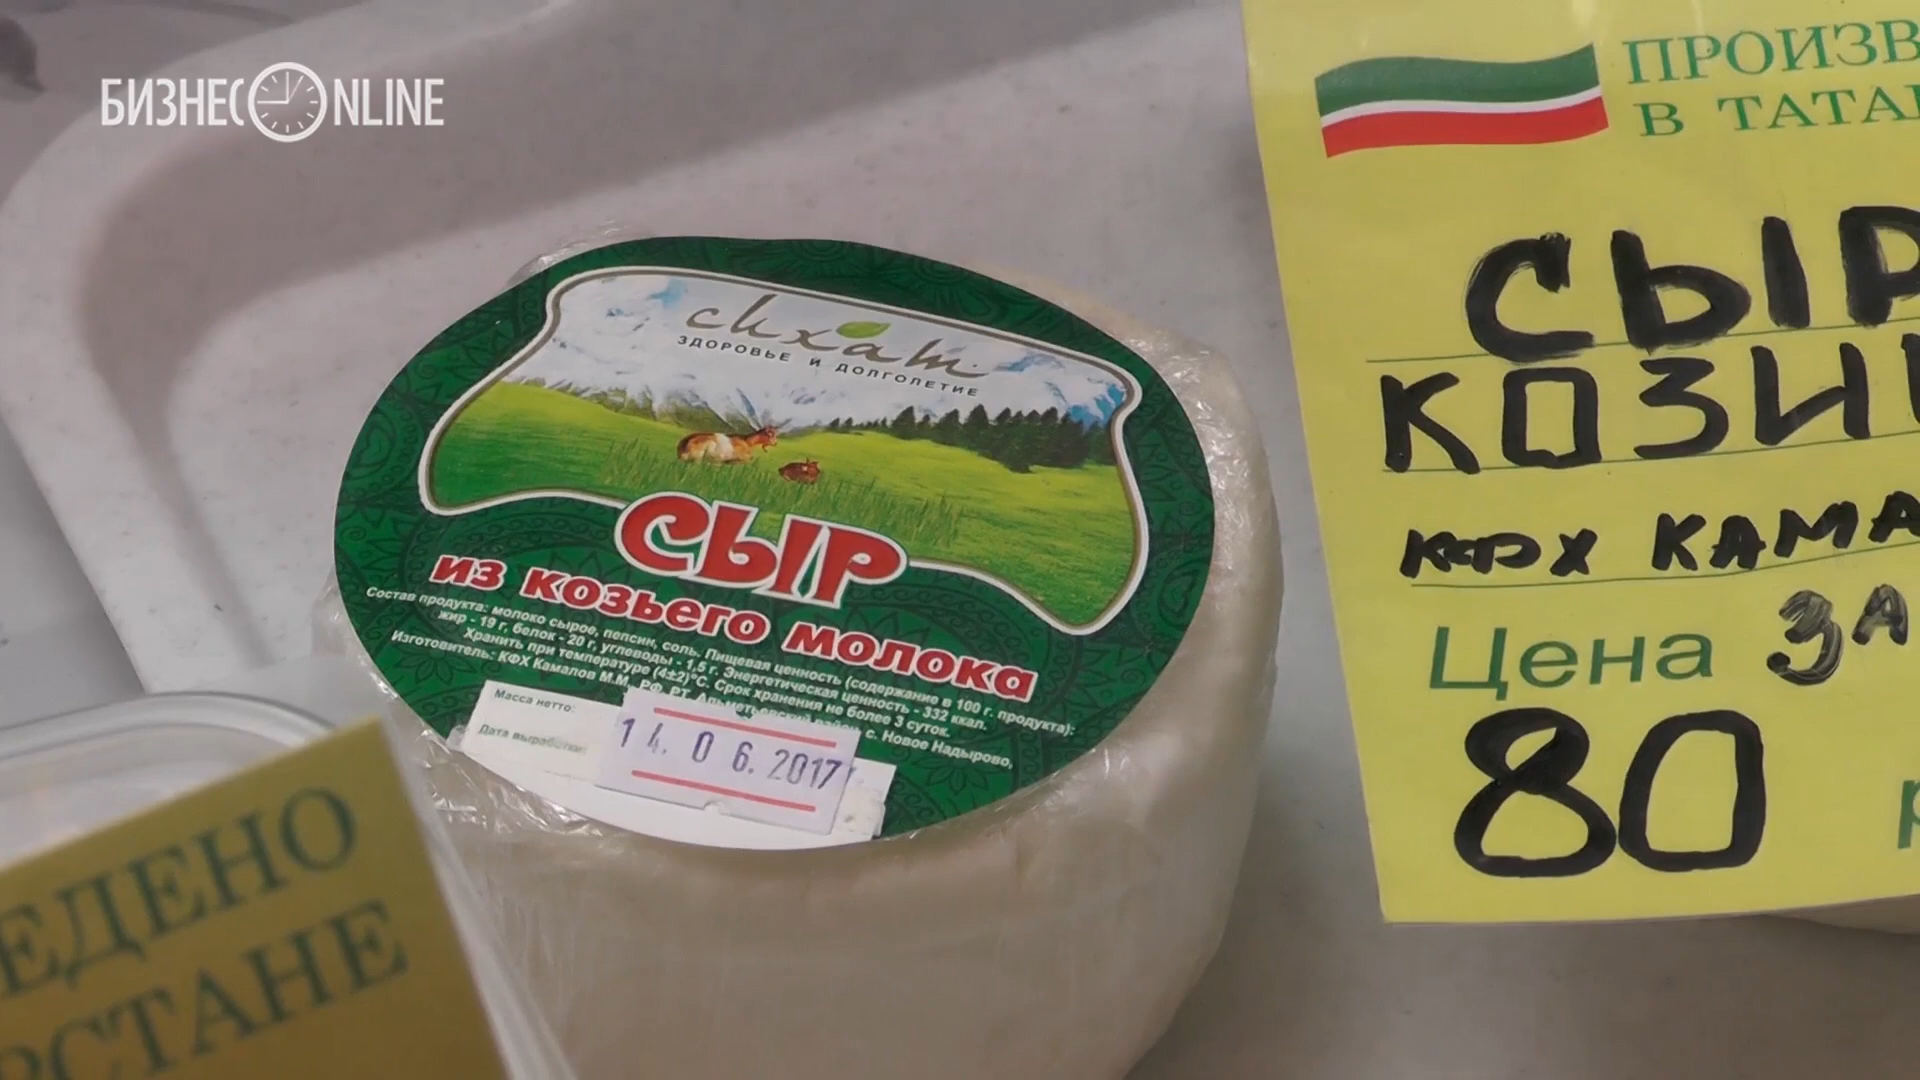 БИЗНЕС ONLINE
ПРОИЗВ
В ТАТА
СЫР
КОЗИ
КФХ КАМА
Цена ЗА
80
сихат
ЗДОРОВЬЕ И ДОЛГОЛЕТИЕ
СЫР
из козьего молока
Состав продукта: молоко сырое, пепсин, соль. Пищевая ценность (содержание в 100 г. продукта):
жир - 19 г, белок - 20 г, углеводы - 1,5 г. Энергетическая ценность - 332 ккал.
Хранить при температуре (4±2)°С. Срок хранения не более 3 суток.
Изготовитель: КФХ Камалов М.М., РФ, РТ, Альметьевский район, с. Новое Надырово,
Масса нетто:
Дата выработки:
14.06.2017
ЕДЕНО
РСТАНЕ